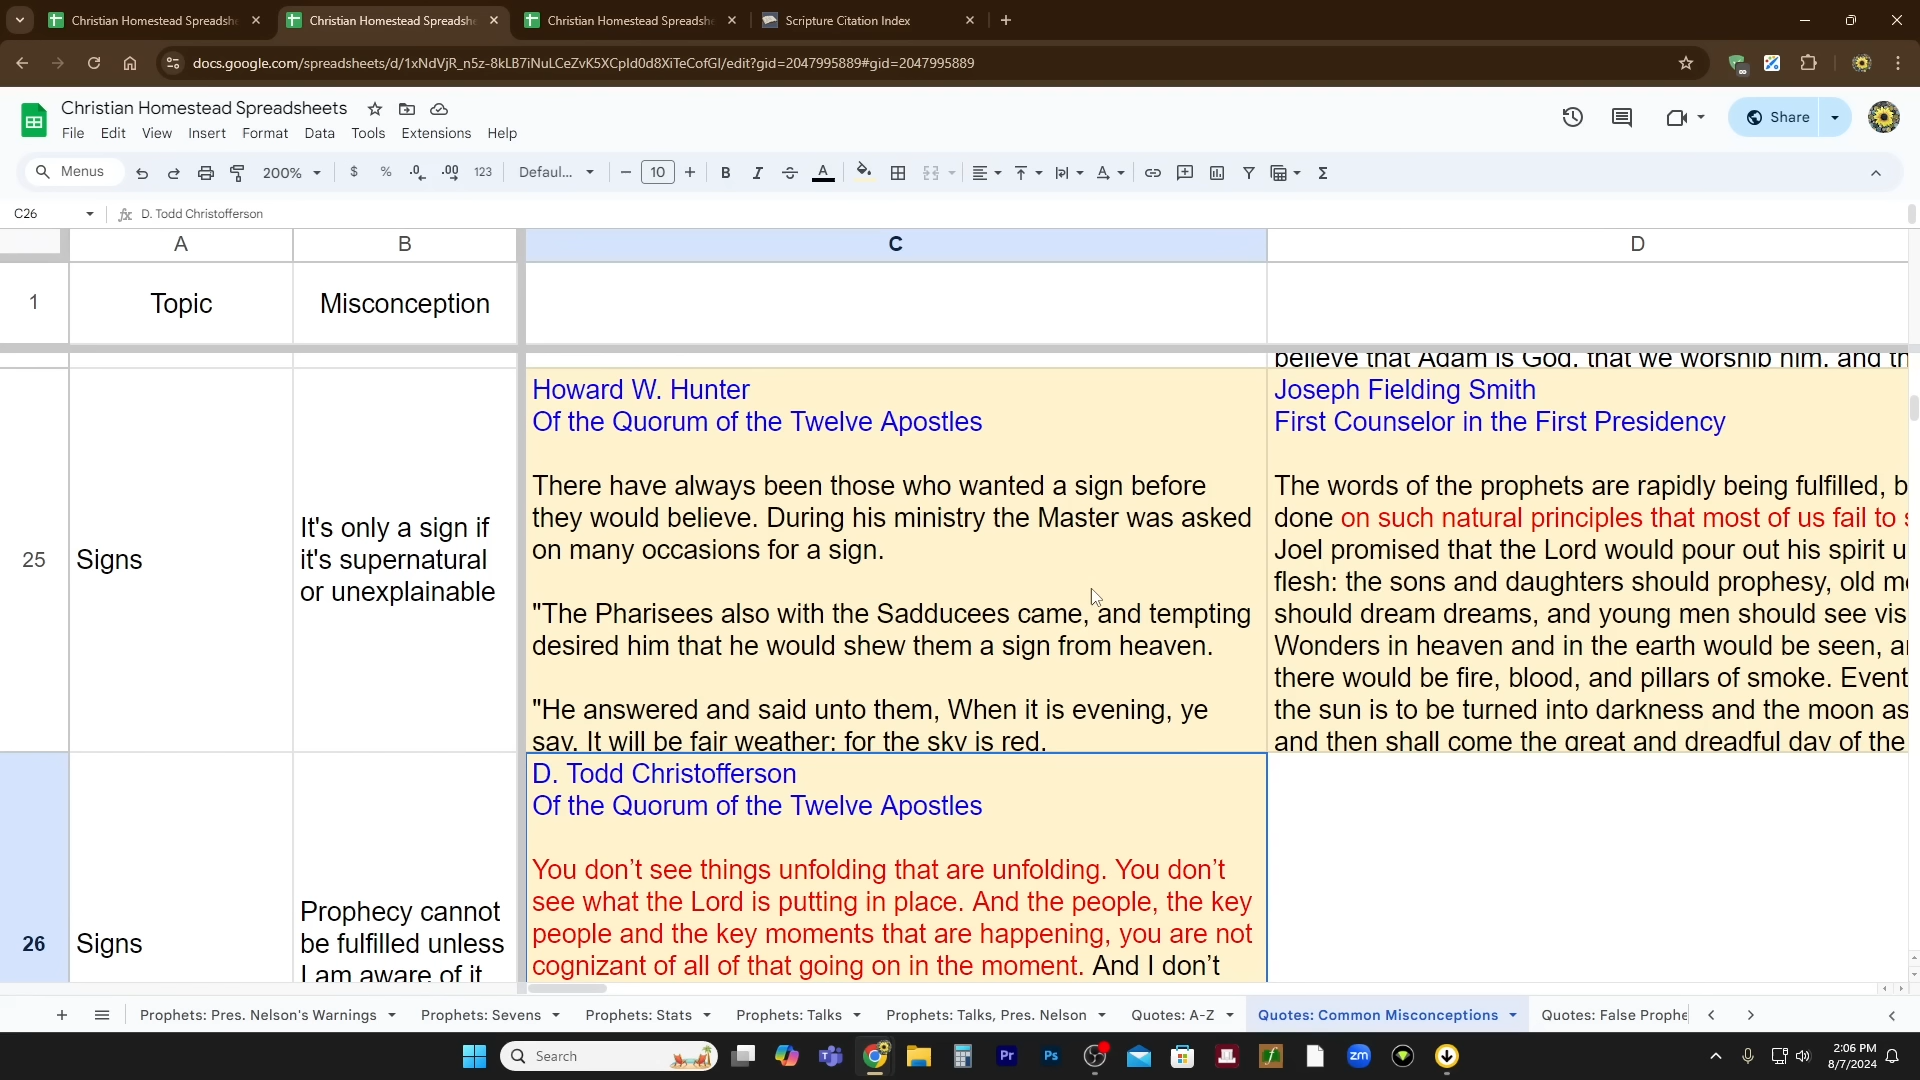 Christian Homestead Spreadsh
Christian Homestead Spreadsh
Christian Homestead Spreadsh
Scripture Citation Index
docs.google.com/spreadsheets/d/1xNdVjR_n5z-8kLB7iNuLCeZvK5XCpId0d8XiTeCofGI/edit?gid=2047995889#gid=2047995889
Christian Homestead Spreadsheets
File Edit View Insert Format Data Tools Extensions Help
Share
Menus 200% $ % .0 .00 123 Defaul... 10 B I A
C26 fx D. Todd Christofferson
A B C D
1 Topic Misconception
believe that Adam is God, that we worship him, and th
25
Signs
It's only a sign if
it's supernatural
or unexplainable
Howard W. Hunter
Of the Quorum of the Twelve Apostles
There have always been those who wanted a sign before
they would believe. During his ministry the Master was asked
on many occasions for a sign.
"The Pharisees also with the Sadducees came, and tempting
desired him that he would shew them a sign from heaven.
"He answered and said unto them, When it is evening, ye
say, It will be fair weather: for the sky is red.
Joseph Fielding Smith
First Counselor in the First Presidency
The words of the prophets are rapidly being fulfilled, b
done on such natural principles that most of us fail to s
Joel promised that the Lord would pour out his spirit u
flesh: the sons and daughters should prophesy, old me
should dream dreams, and young men should see vis
Wonders in heaven and in the earth would be seen, a
there would be fire, blood, and pillars of smoke. Event
the sun is to be turned into darkness and the moon as
and then shall come the great and dreadful day of the
26
Signs
Prophecy cannot
be fulfilled unless
I am aware of it
D. Todd Christofferson
Of the Quorum of the Twelve Apostles
You don't see things unfolding that are unfolding. You don't
see what the Lord is putting in place. And the people, the key
people and the key moments that are happening, you are not
cognizant of all of that going on in the moment. And I don't
Prophets: Pres. Nelson's Warnings Prophets: Sevens Prophets: Stats Prophets: Talks Prophets: Talks, Pres. Nelson Quotes: A-Z Quotes: Common Misconceptions Quotes: False Prophe
Search
Pr Ps zm
2:06 PM
8/7/2024